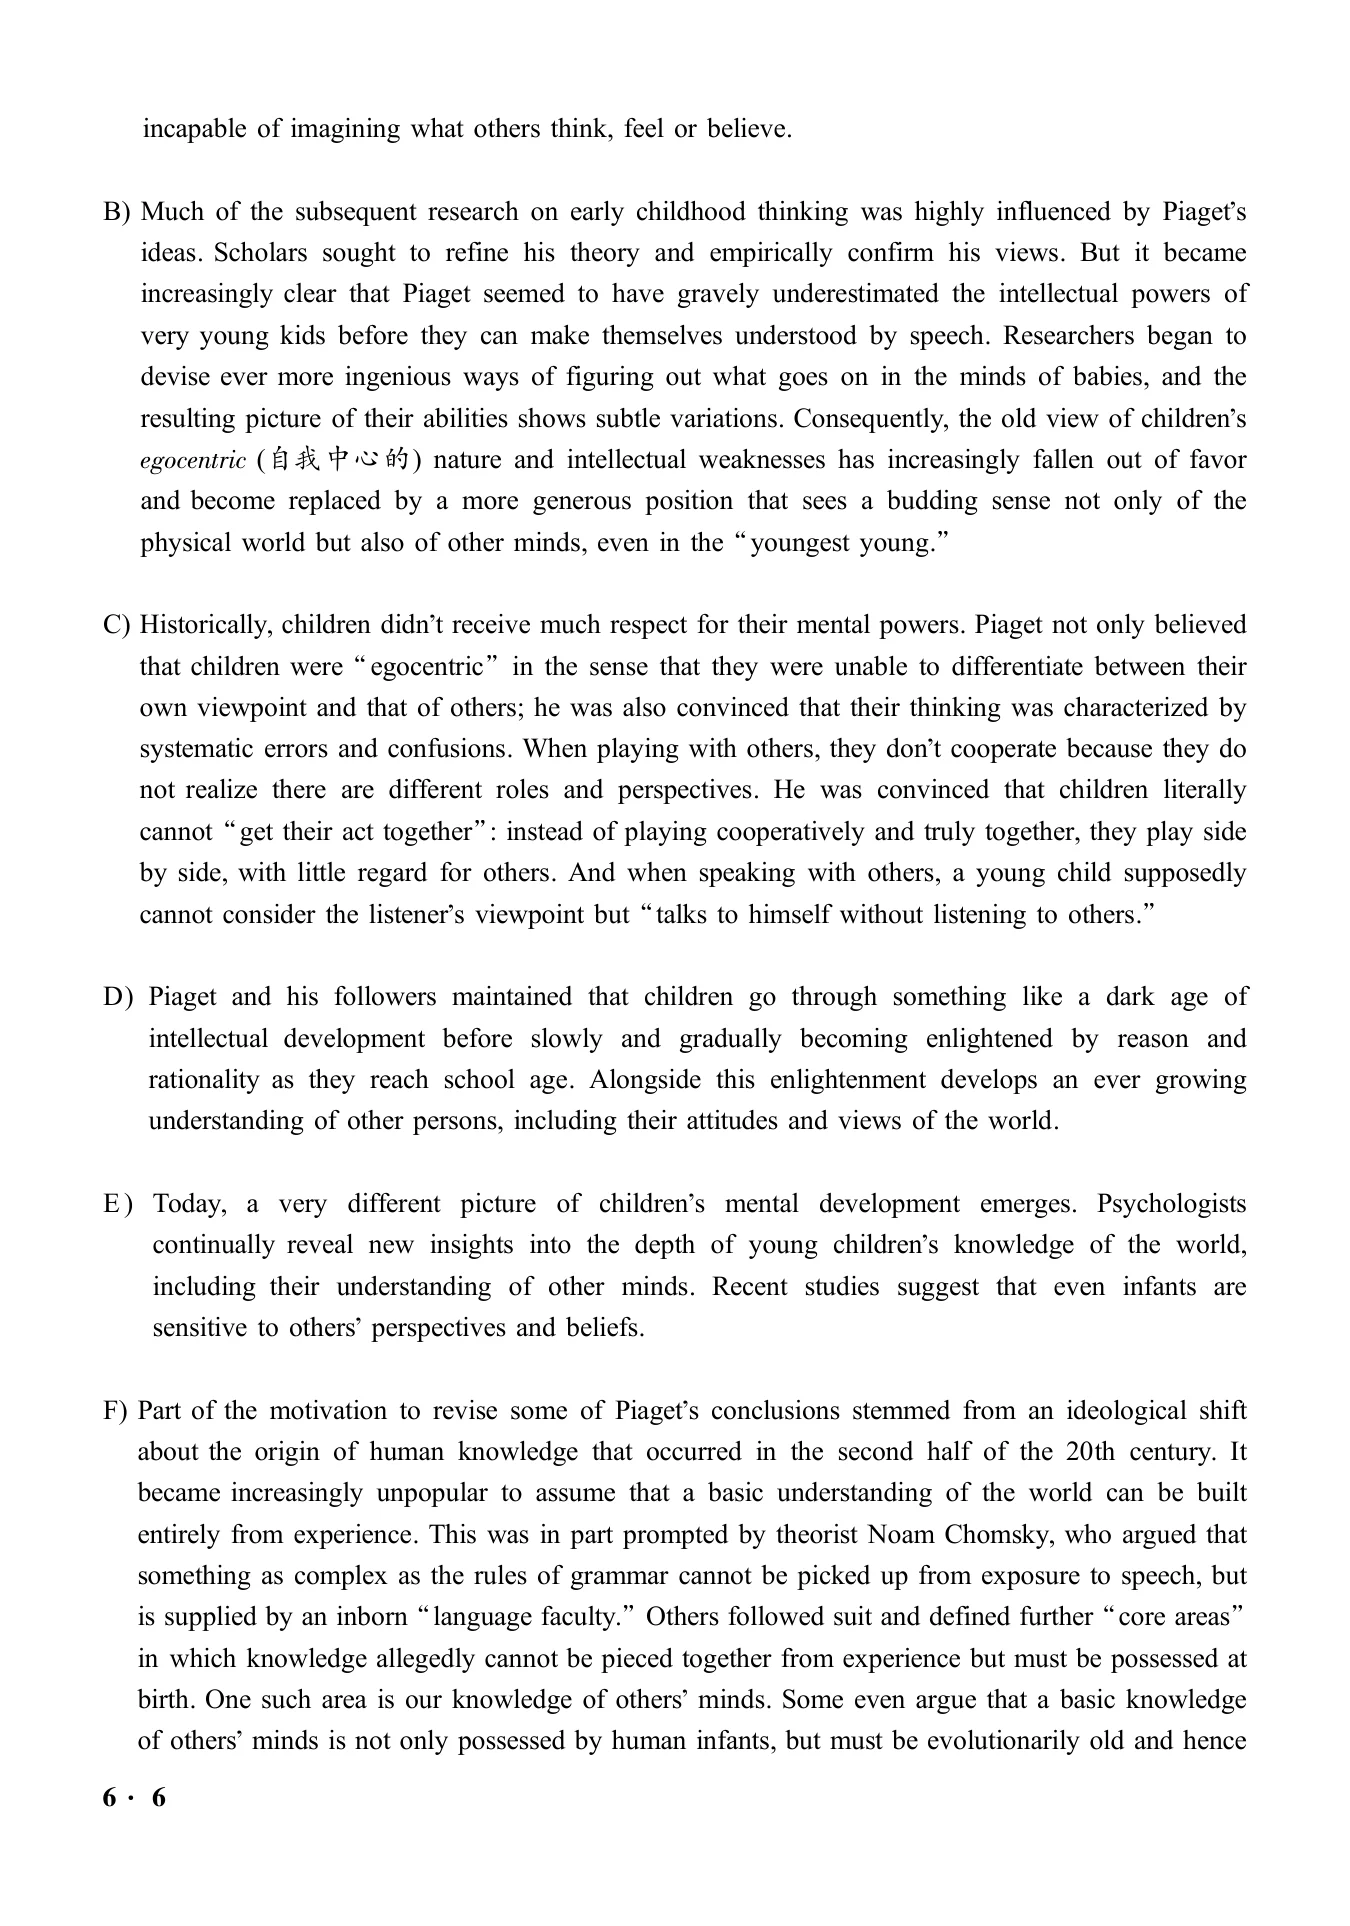 incapable of imagining what others think, feel or believe.
B) Much of the subsequent research on early childhood thinking was highly influenced by Piaget’s
ideas. Scholars sought to refine his theory and empirically confirm his views. But it became
increasingly clear that Piaget seemed to have gravely underestimated the intellectual powers of
very young kids before they can make themselves understood by speech. Researchers began to
devise ever more ingenious ways of figuring out what goes on in the minds of babies, and the
resulting picture of their abilities shows subtle variations. Consequently, the old view of children’s
egocentric (自我中心的) nature and intellectual weaknesses has increasingly fallen out of favor
and become replaced by a more generous position that sees a budding sense not only of the
physical world but also of other minds, even in the “youngest young.”
C) Historically, children didn’t receive much respect for their mental powers. Piaget not only believed
that children were “egocentric” in the sense that they were unable to differentiate between their
own viewpoint and that of others; he was also convinced that their thinking was characterized by
systematic errors and confusions. When playing with others, they don’t cooperate because they do
not realize there are different roles and perspectives. He was convinced that children literally
cannot “get their act together”: instead of playing cooperatively and truly together, they play side
by side, with little regard for others. And when speaking with others, a young child supposedly
cannot consider the listener’s viewpoint but “talks to himself without listening to others.”
D) Piaget and his followers maintained that children go through something like a dark age of
intellectual development before slowly and gradually becoming enlightened by reason and
rationality as they reach school age. Alongside this enlightenment develops an ever growing
understanding of other persons, including their attitudes and views of the world.
E) Today, a very different picture of children’s mental development emerges. Psychologists
continually reveal new insights into the depth of young children’s knowledge of the world,
including their understanding of other minds. Recent studies suggest that even infants are
sensitive to others’ perspectives and beliefs.
F) Part of the motivation to revise some of Piaget’s conclusions stemmed from an ideological shift
about the origin of human knowledge that occurred in the second half of the 20th century. It
became increasingly unpopular to assume that a basic understanding of the world can be built
entirely from experience. This was in part prompted by theorist Noam Chomsky, who argued that
something as complex as the rules of grammar cannot be picked up from exposure to speech, but
is supplied by an inborn “language faculty.” Others followed suit and defined further “core areas”
in which knowledge allegedly cannot be pieced together from experience but must be possessed at
birth. One such area is our knowledge of others’ minds. Some even argue that a basic knowledge
of others’ minds is not only possessed by human infants, but must be evolutionarily old and hence
6 · 6